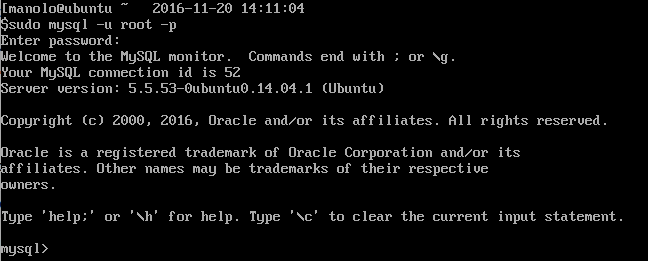 [manolo@ubuntu ~   2016-11-20 14:11:04
$sudo mysql -u root -p
Enter password:
Welcome to the MySQL monitor.  Commands end with ; or \g.
Your MySQL connection id is 52
Server version: 5.5.53-0ubuntu0.14.04.1 (Ubuntu)

Copyright (c) 2000, 2016, Oracle and/or its affiliates. All rights reserved.

Oracle is a registered trademark of Oracle Corporation and/or its
affiliates. Other names may be trademarks of their respective
owners.

Type 'help;' or '\h' for help. Type '\c' to clear the current input statement.

mysql>